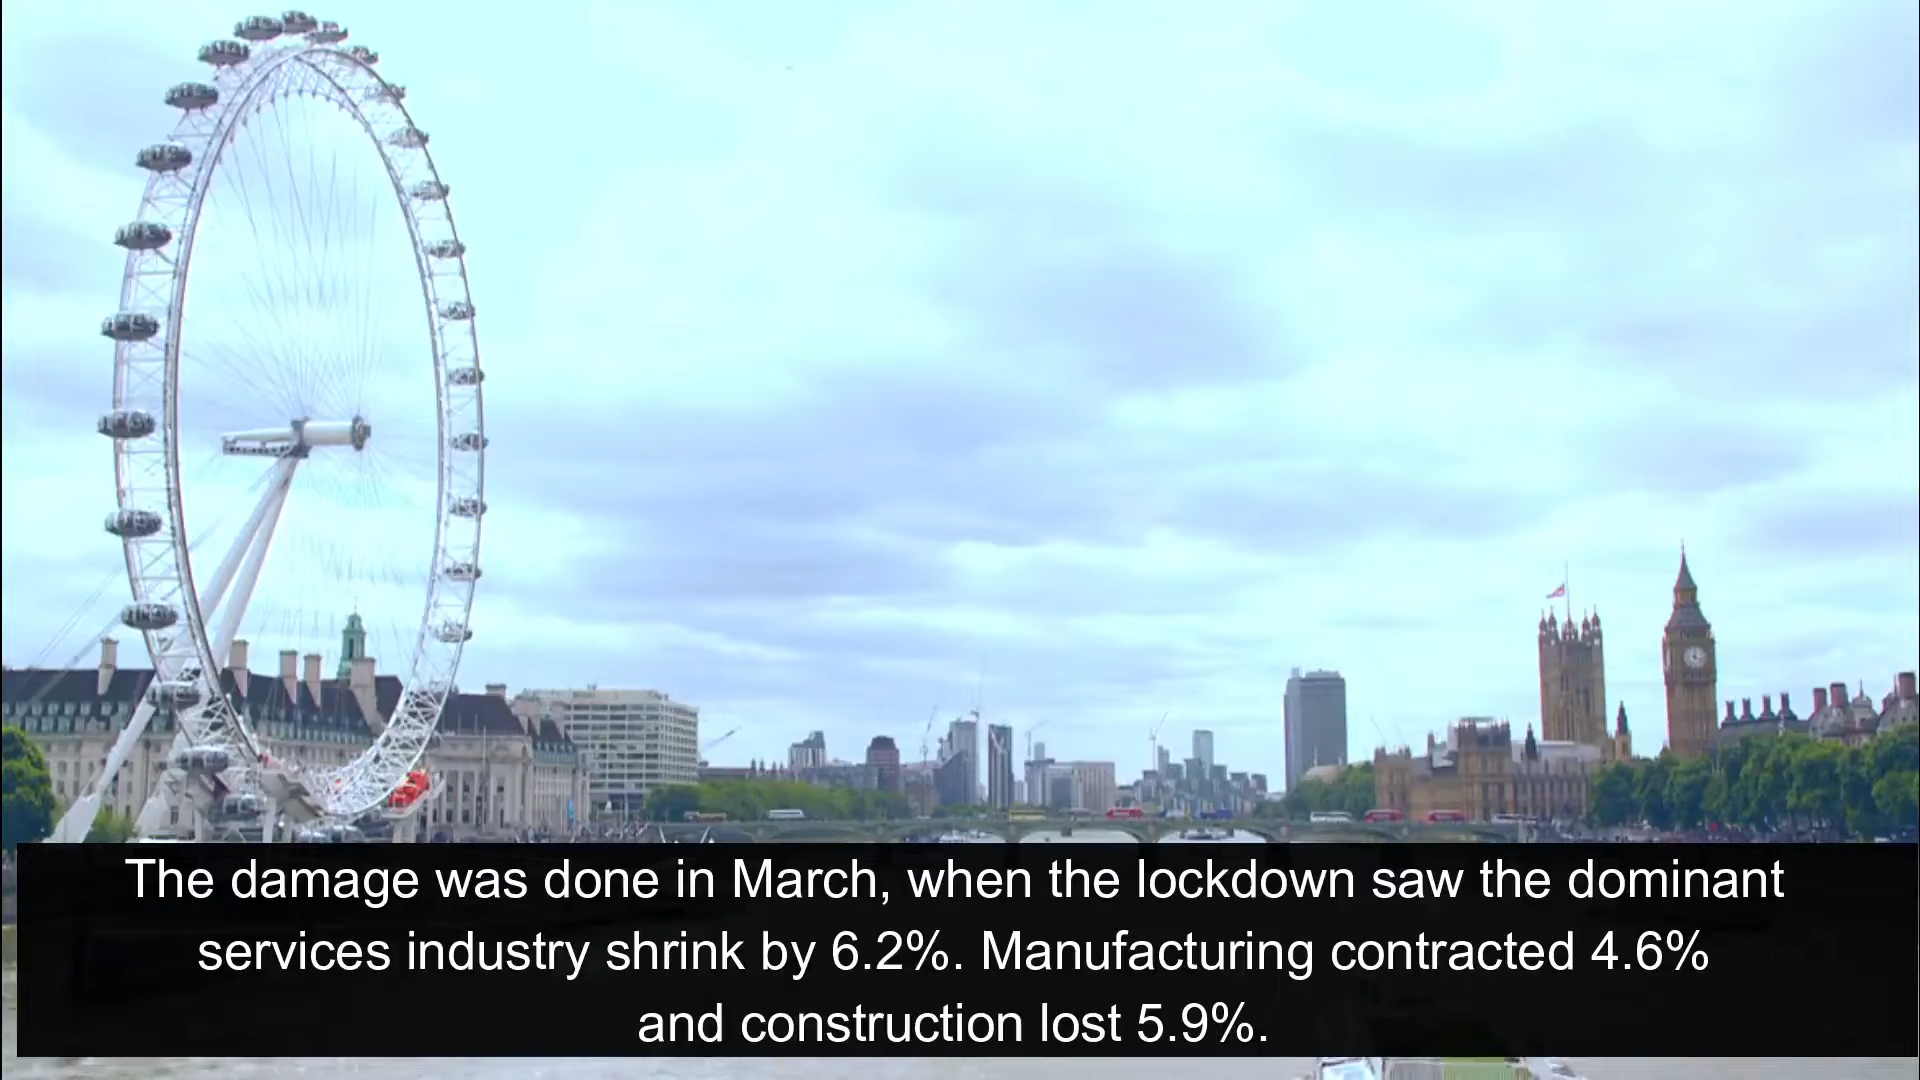 The damage was done in March, when the lockdown saw the dominant
services industry shrink by 6.2%. Manufacturing contracted 4.6%
and construction lost 5.9%.